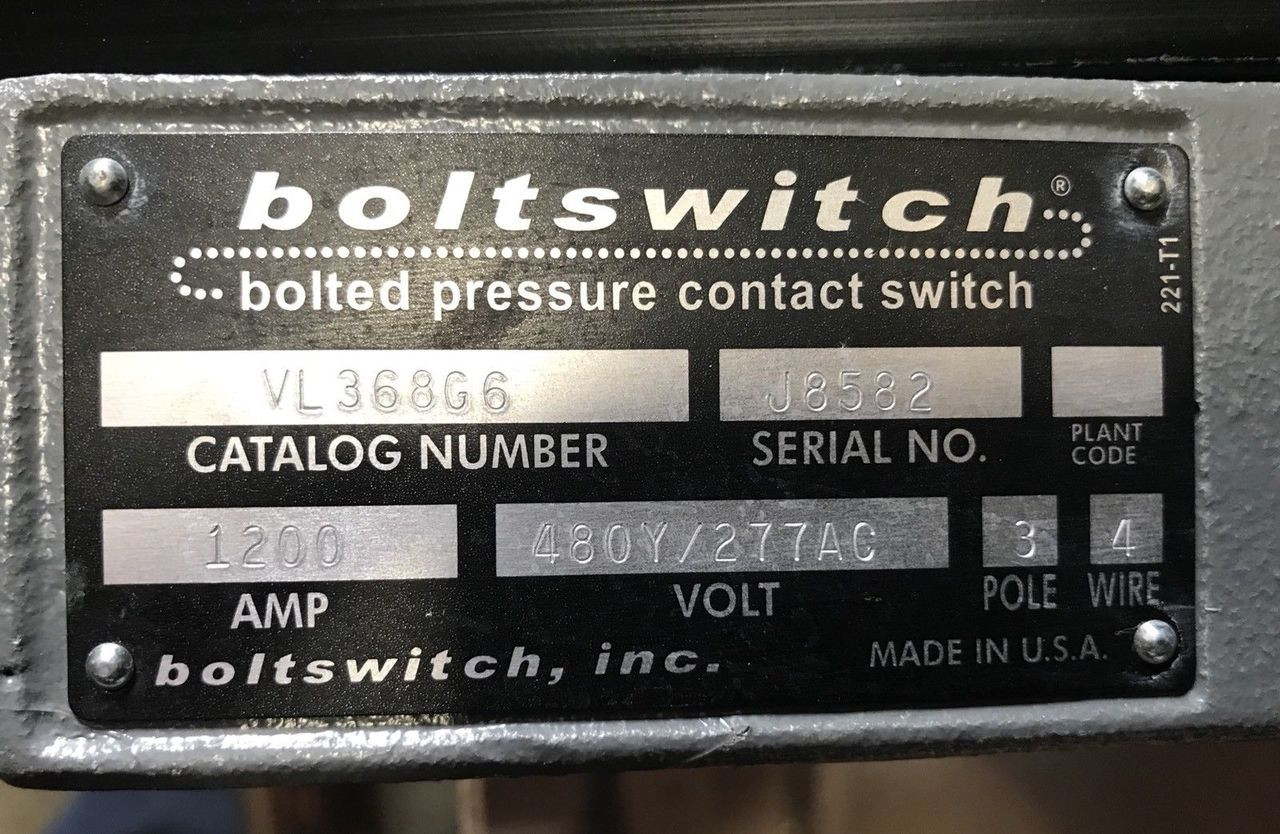 boltswitch®
bolted pressure contact switch
221-T1
VL368G6 J8582
CATALOG NUMBER SERIAL NO. PLANT CODE
1200 480Y/277AC 3 4
AMP VOLT POLE WIRE
boltswitch, inc. MADE IN U.S.A.